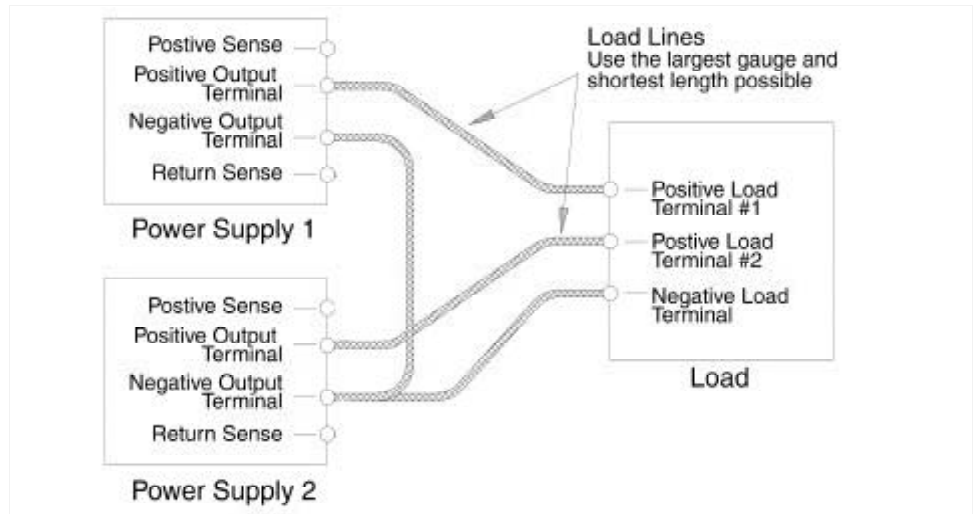 Postive Sense
Positive Output
Terminal
Negative Output
Terminal
Return Sense
Power Supply 1
Load Lines
Use the largest gauge and
shortest length possible
Positive Load
Terminal #1
Postive Load
Terminal #2
Negative Load
Terminal
Load
Postive Sense
Positive Output
Terminal
Negative Output
Terminal
Return Sense
Power Supply 2